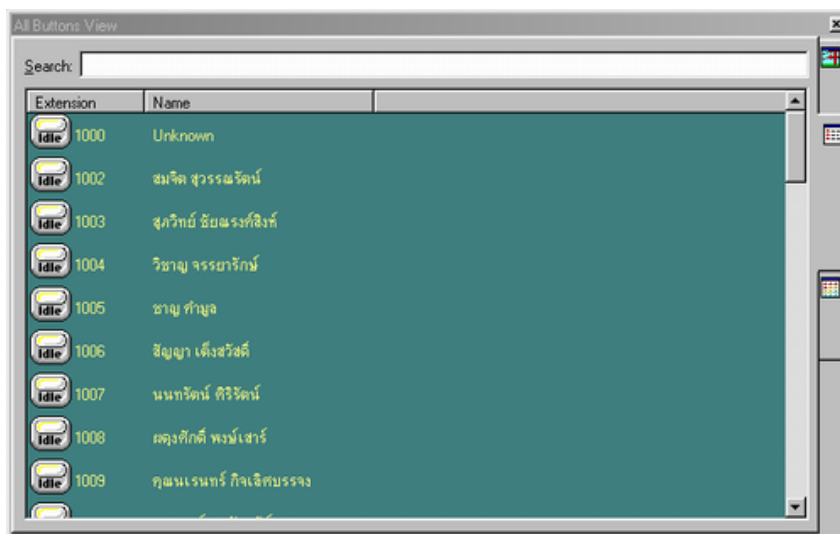 All Buttons View
Search:
Extension Name
Idle 1000 Unknown
Idle 1002 สมจิต สุวรรณรัตน์
Idle 1003 สุภวิทย์ ชัยณรงค์สิงห์
Idle 1004 วิชาญ จรรยารักษ์
Idle 1005 ชาญ คำมูล
Idle 1006 สัญญา เต็งสวัสดิ์
Idle 1007 นนทรัตน์ ศิริรัตน์
Idle 1008 ผดุงศักดิ์ พงษ์เสาร์
Idle 1009 คุณนเรนทร์ กิจเลิศบรรจง